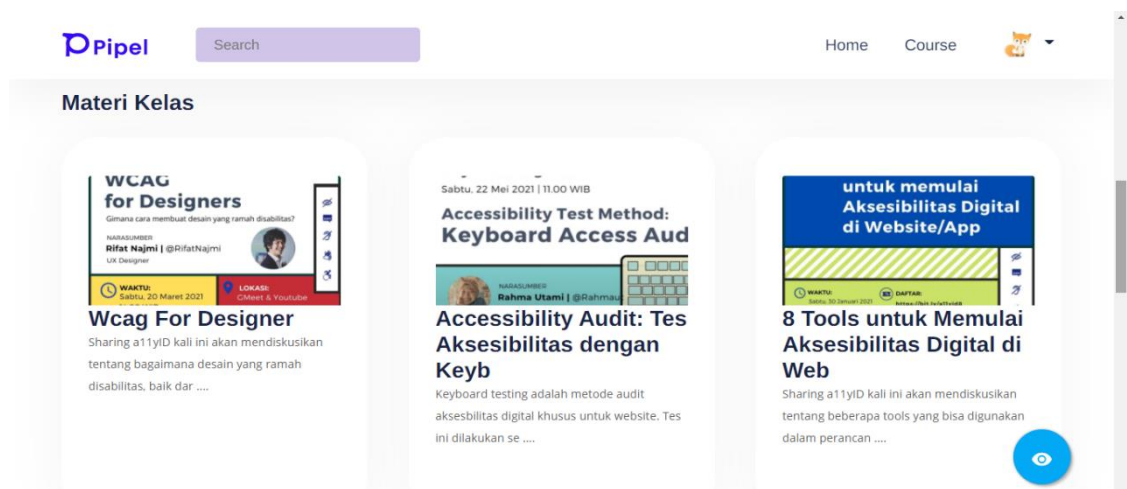 Pipel
Search
Home
Course
Materi Kelas
WCAG
for Designers
Gimana cara membuat desain yang ramah disabilitas?
NARASUMBER
Rifat Najmi | @RifatNajmi
UX Designer
WAKTU:
Sabtu, 20 Maret 2021
LOKASI:
GMeet & Youtube
Wcag For Designer
Sharing a11yID kali ini akan mendiskusikan
tentang bagaimana desain yang ramah
disabilitas, baik dar ....
Sabtu, 22 Mei 2021 | 11.00 WIB
Accessibility Test Method:
Keyboard Access Aud
NARASUMBER
Rahma Utami | @Rahmau
Accessibility Audit: Tes
Aksesibilitas dengan
Keyb
Keyboard testing adalah metode audit
aksesbilitas digital khusus untuk website. Tes
ini dilakukan se ....
untuk memulai
Aksesibilitas Digital
di Website/App
WAKTU:
Sabtu, 30 Januari 2021
DAFTAR:
8 Tools untuk Memulai
Aksesibilitas Digital di
Web
Sharing a11yID kali ini akan mendiskusikan
tentang beberapa tools yang bisa digunakan
dalam perancan ....